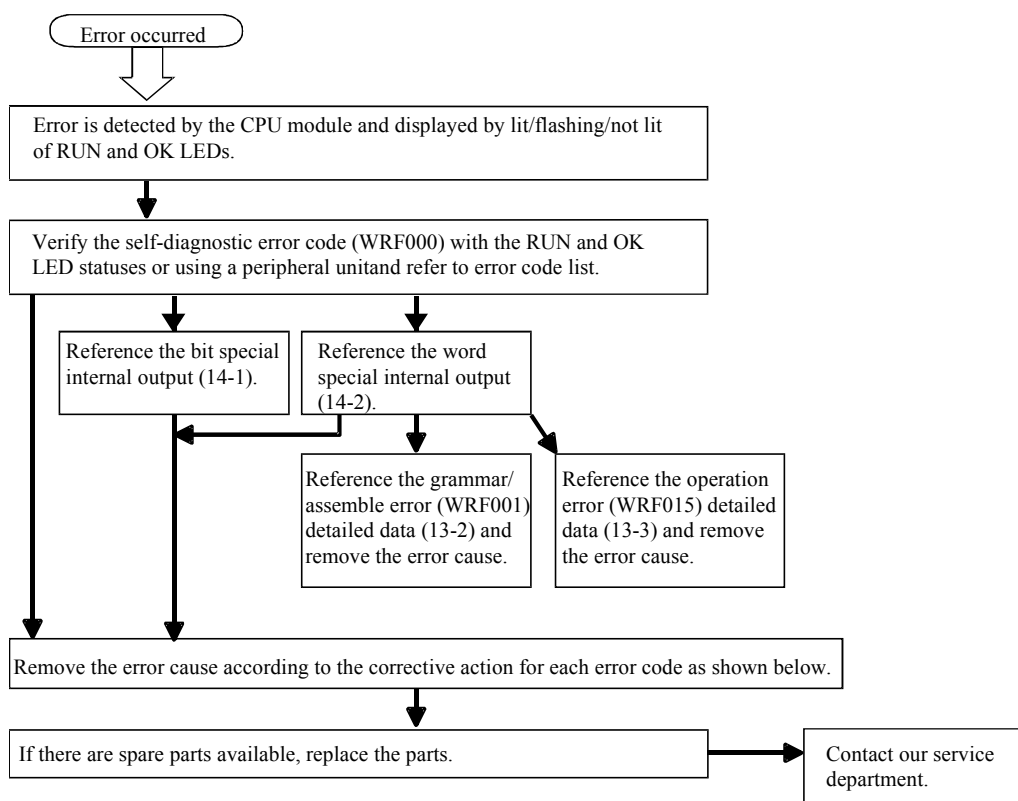 Error occurred
Error is detected by the CPU module and displayed by lit/flashing/not lit
of RUN and OK LEDs.
Verify the self-diagnostic error code (WRF000) with the RUN and OK
LED statuses or using a peripheral unitand refer to error code list.
Reference the bit special
internal output (14-1).
Reference the word
special internal output
(14-2).
Reference the grammar/
assemble error (WRF001)
detailed data (13-2) and
remove the error cause.
Reference the operation
error (WRF015) detailed
data (13-3) and remove
the error cause.
Remove the error cause according to the corrective action for each error code as shown below.
If there are spare parts available, replace the parts.
Contact our service
department.